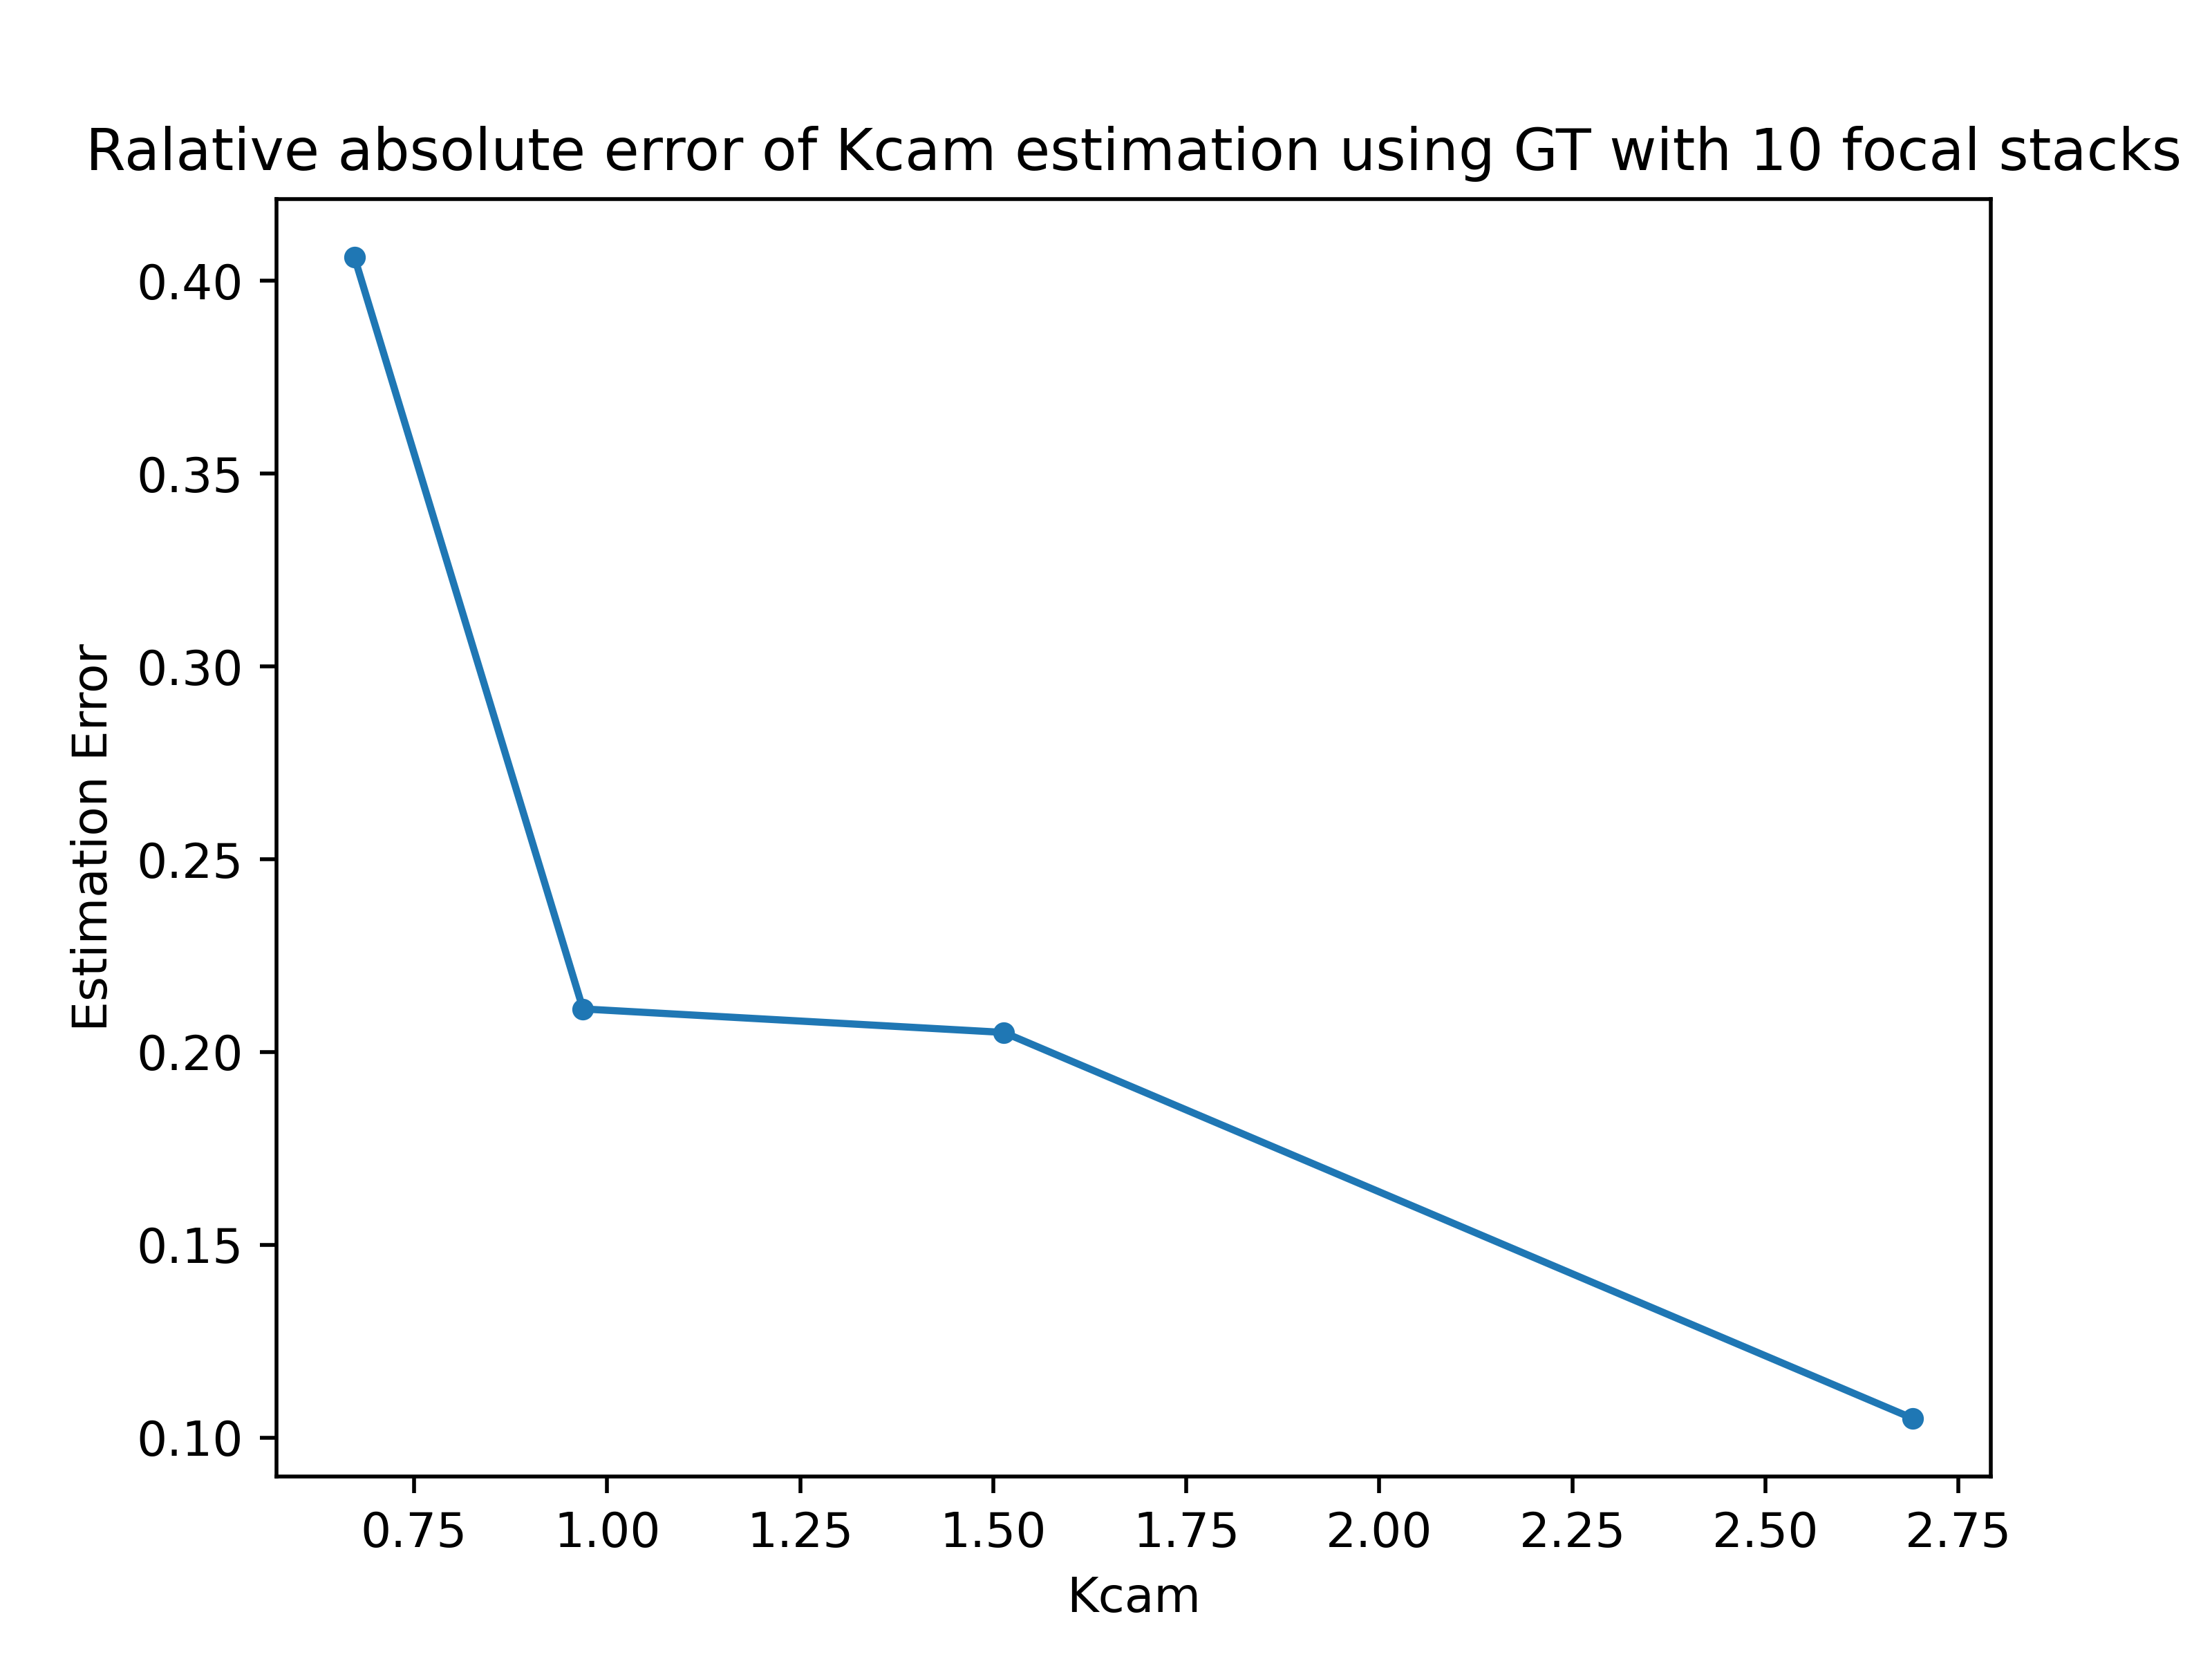 Ralative absolute error of Kcam estimation using GT with 10 focal stacks
0.40
0.35
0.30
0.25
0.20
0.15
0.10
Estimation Error
0.75 1.00 1.25 1.50 1.75 2.00 2.25 2.50 2.75
Kcam